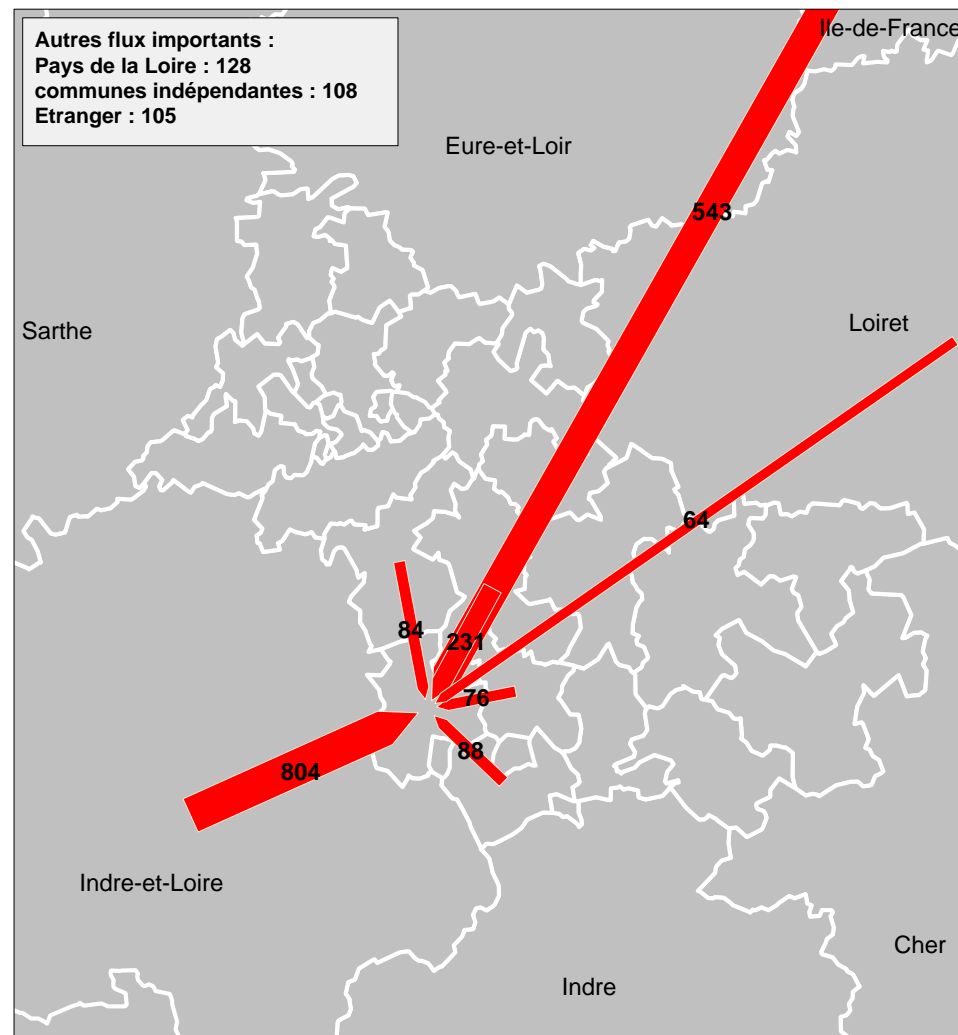 Autres flux importants :
Pays de la Loire : 128
communes indépendantes : 108
Etranger : 105
Ile-de-France
Eure-et-Loir
543
Sarthe
Loiret
64
84
231
76
88
804
Indre-et-Loire
Cher
Indre